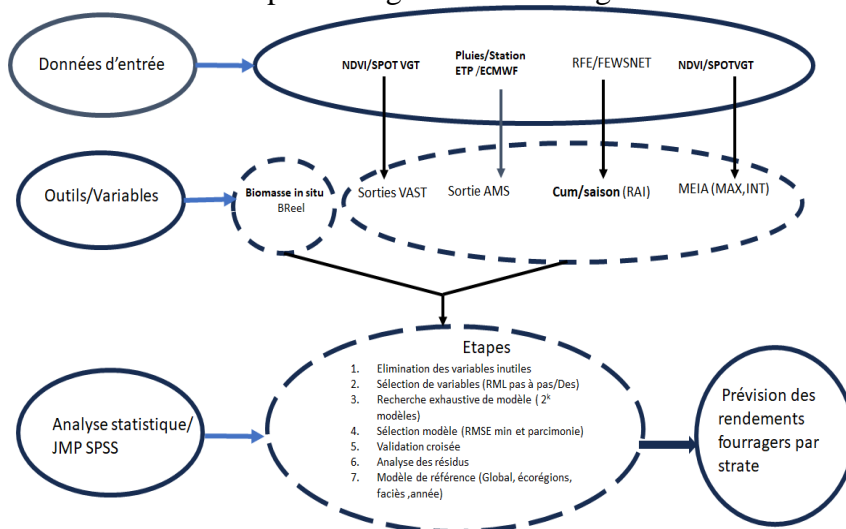 Données d'entrée
NDVI/SPOT VGT
Pluies/Station
ETP /ECMWF
RFE/FEWSNET
NDVI/SPOTVGT
Outils/Variables
Biomasse in situ
BReel
Sorties VAST
Sortie AMS
Cum/saison (RAI)
MEIA (MAX,INT)
Analyse statistique/
JMP SPSS
Etapes
1. Elimination des variables inutiles
2. Sélection de variables (RML pas à pas/Des)
3. Recherche exhaustive de modèle ( 2ᵏ
modèles)
4. Sélection modèle (RMSE min et parcimonie)
5. Validation croisée
6. Analyse des résidus
7. Modèle de référence (Global, écorégions,
faciès ,année)
Prévision des
rendements
fourragers par
strate